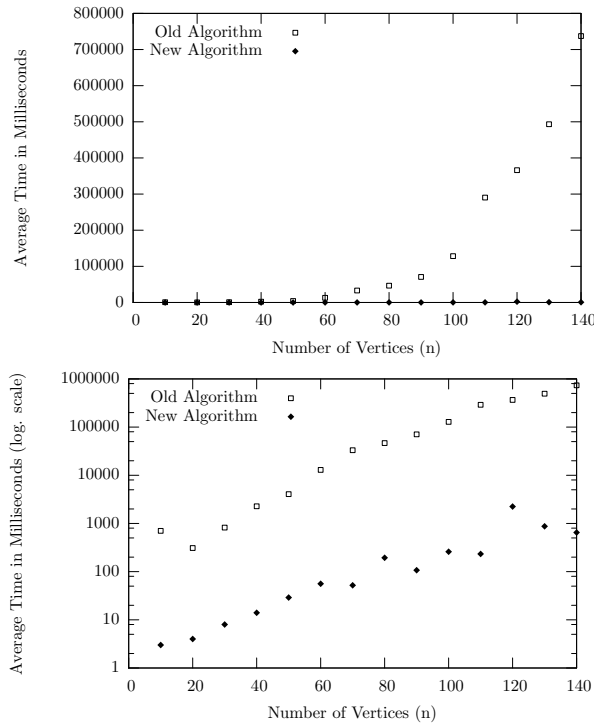 800000
700000
600000
500000
400000
300000
200000
100000
0
Old Algorithm
New Algorithm
Average Time in Milliseconds
0 20 40 60 80 100 120 140
Number of Vertices (n)
1000000
100000
10000
1000
100
10
1
Old Algorithm
New Algorithm
Average Time in Milliseconds (log. scale)
0 20 40 60 80 100 120 140
Number of Vertices (n)